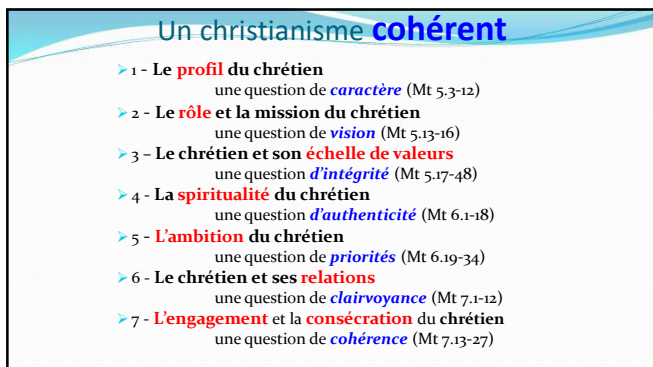 Un christianisme cohérent
➢ 1 - Le profil du chrétien
une question de caractère (Mt 5.3-12)
➢ 2 - Le rôle et la mission du chrétien
une question de vision (Mt 5.13-16)
➢ 3 – Le chrétien et son échelle de valeurs
une question d'intégrité (Mt 5.17-48)
➢ 4 - La spiritualité du chrétien
une question d'authenticité (Mt 6.1-18)
➢ 5 - L'ambition du chrétien
une question de priorités (Mt 6.19-34)
➢ 6 - Le chrétien et ses relations
une question de clairvoyance (Mt 7.1-12)
➢ 7 - L'engagement et la consécration du chrétien
une question de cohérence (Mt 7.13-27)